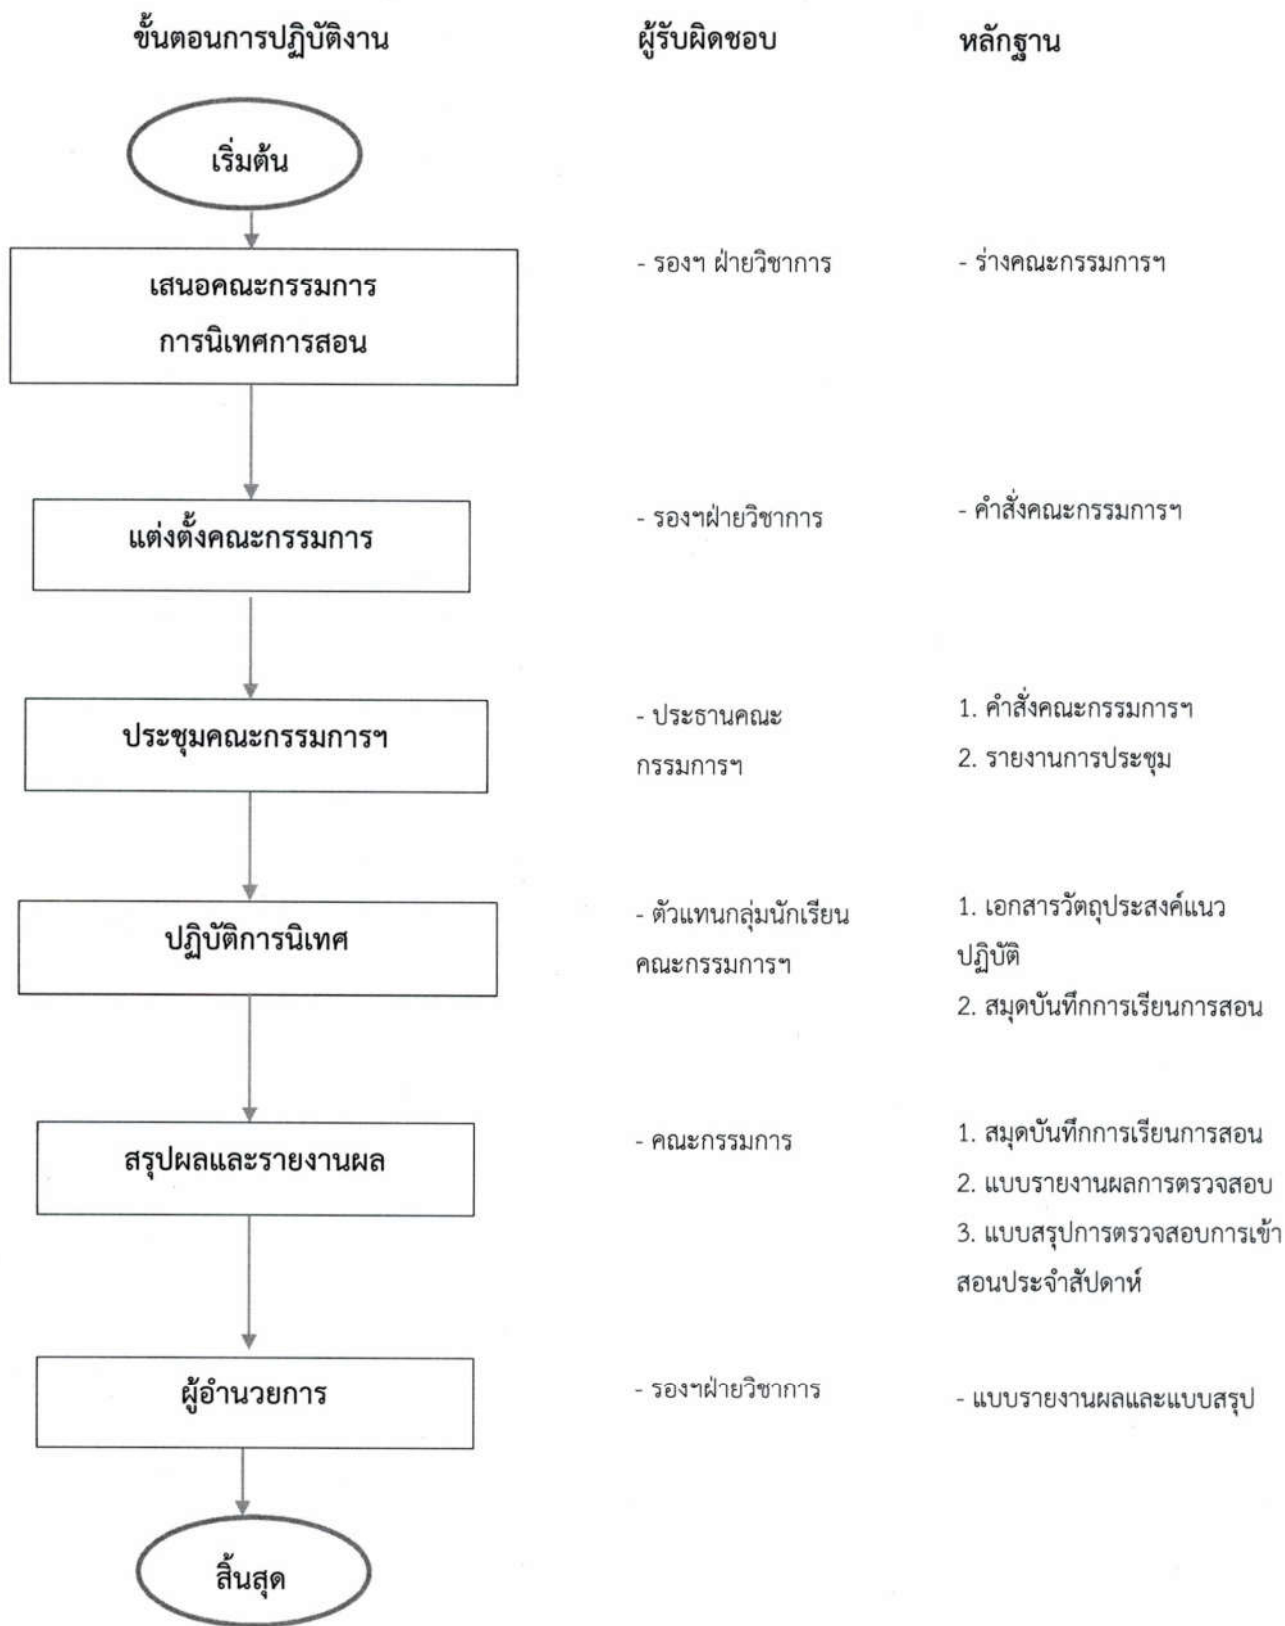 ขั้นตอนการปฏิบัติงาน
ผู้รับผิดชอบ
หลักฐาน
เริ่มต้น
เสนอคณะกรรมการ
การนิเทศการสอน
- รองฯ ฝ่ายวิชาการ
- ร่างคณะกรรมการฯ
แต่งตั้งคณะกรรมการ
- รองฯฝ่ายวิชาการ
- คำสั่งคณะกรรมการฯ
ประชุมคณะกรรมการฯ
- ประธานคณะ
กรรมการฯ
1. คำสั่งคณะกรรมการฯ
2. รายงานการประชุม
ปฏิบัติการนิเทศ
- ตัวแทนกลุ่มนักเรียน
คณะกรรมการฯ
1. เอกสารวัตถุประสงค์แนว
ปฏิบัติ
2. สมุดบันทึกการเรียนการสอน
สรุปผลและรายงานผล
- คณะกรรมการ
1. สมุดบันทึกการเรียนการสอน
2. แบบรายงานผลการตรวจสอบ
3. แบบสรุปการตรวจสอบการเข้า
สอนประจำสัปดาห์
ผู้อำนวยการ
- รองฯฝ่ายวิชาการ
- แบบรายงานผลและแบบสรุป
สิ้นสุด